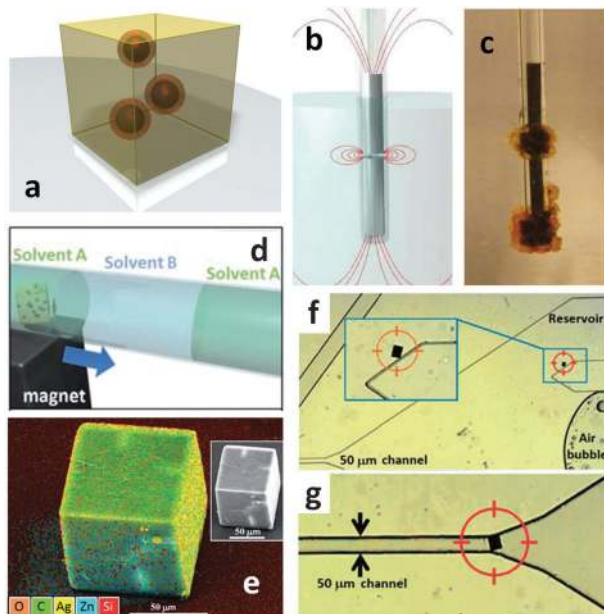 a
b
c
d
Solvent A
Solvent B
Solvent A
magnet
e
50 μm
50 μm
O C Ag Zn Si
f
Reservoir
Air
bubble
50 μm channel
g
50 μm channel